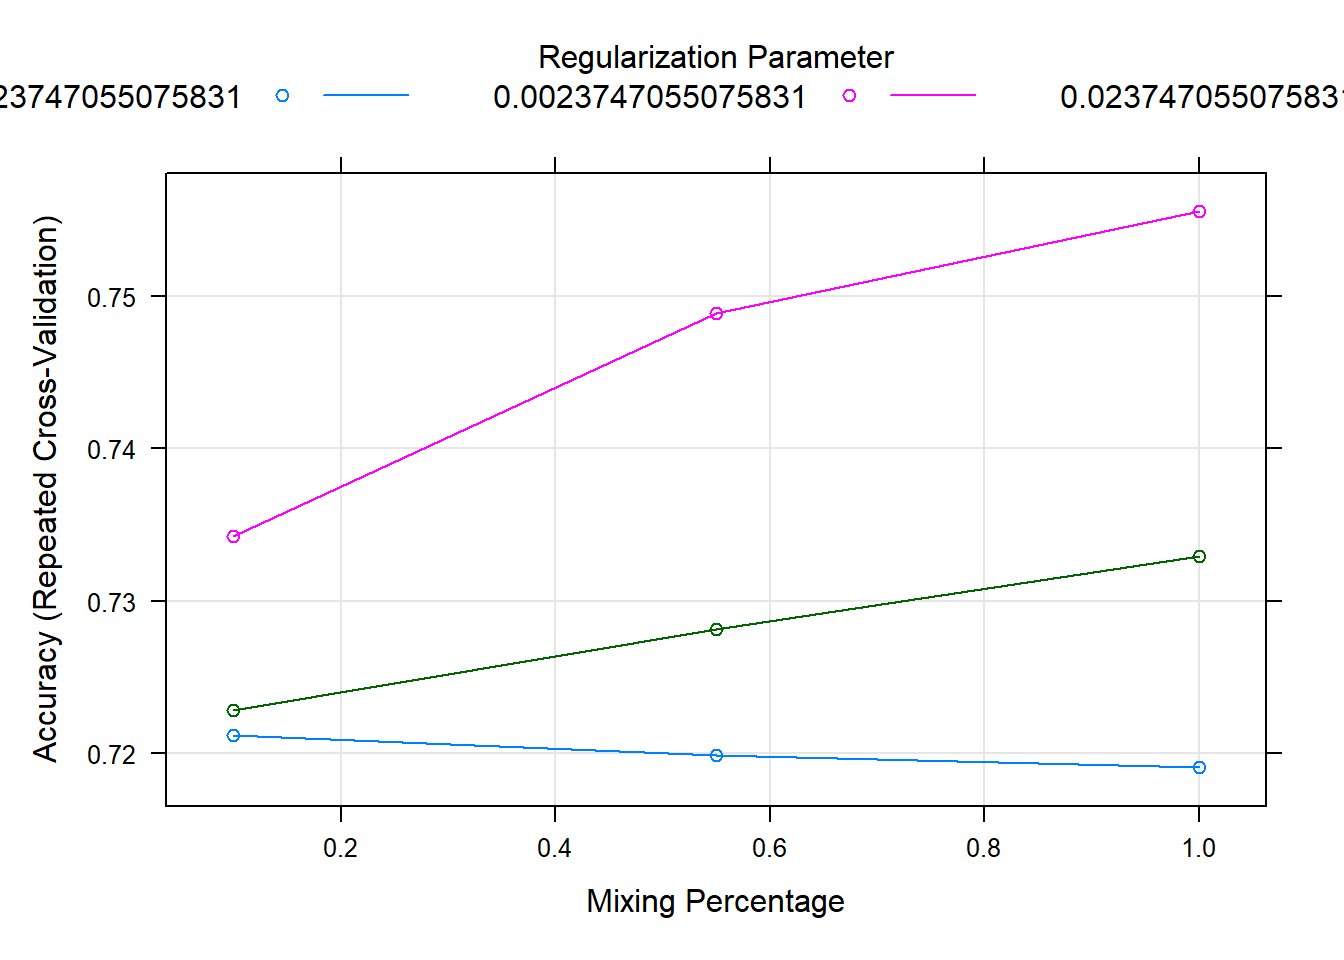 Regularization Parameter
23747055075831 0.0023747055075831 0.023747055075831
0.75
0.74
0.73
0.72
0.2 0.4 0.6 0.8 1.0
Mixing Percentage
Accuracy (Repeated Cross-Validation)